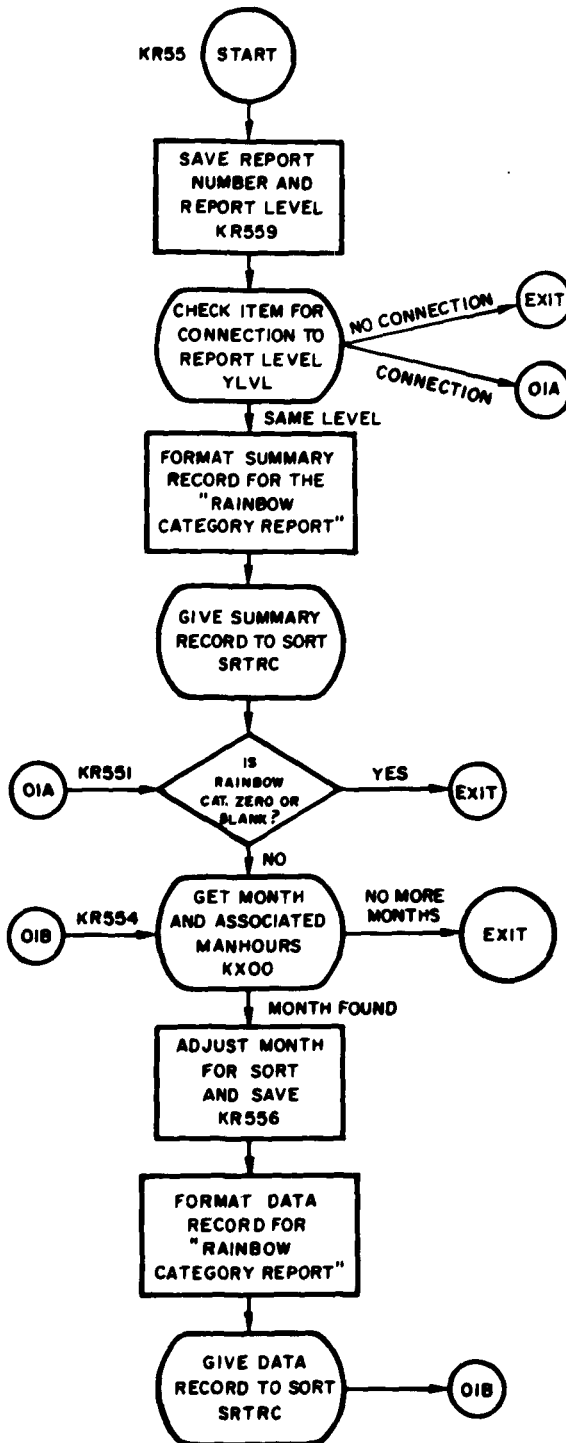 KR55 START
SAVE REPORT
NUMBER AND
REPORT LEVEL
KR559
CHECK ITEM FOR
CONNECTION TO
REPORT LEVEL
YLVL
NO CONNECTION
EXIT
CONNECTION
01A
SAME LEVEL
FORMAT SUMMARY
RECORD FOR THE
"RAINBOW
CATEGORY REPORT"
GIVE SUMMARY
RECORD TO SORT
SRTRC
01A
KR551
IS
RAINBOW
CAT. ZERO OR
BLANK?
YES
EXIT
NO
01B
KR554
GET MONTH
AND ASSOCIATED
MANHOURS
KX00
NO MORE
MONTHS
EXIT
MONTH FOUND
ADJUST MONTH
FOR SORT
AND SAVE
KR556
FORMAT DATA
RECORD FOR
"RAINBOW
CATEGORY REPORT"
GIVE DATA
RECORD TO SORT
SRTRC
01B